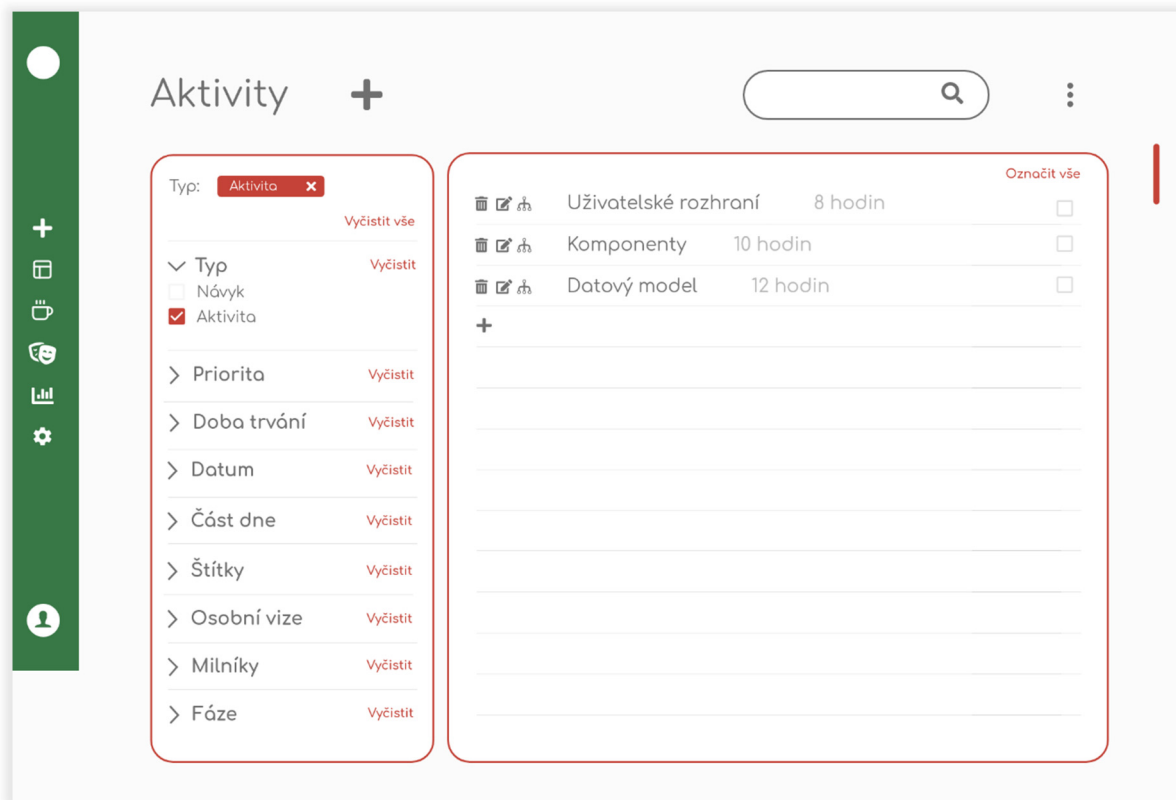 Aktivity
Typ: Aktivita
Vyčistit vše
Typ Vyčistit
Návyk
Aktivita
Priorita Vyčistit
Doba trvání Vyčistit
Datum Vyčistit
Část dne Vyčistit
Štítky Vyčistit
Osobní vize Vyčistit
Milníky Vyčistit
Fáze Vyčistit
Označit vše
Uživatelské rozhraní 8 hodin
Komponenty 10 hodin
Datový model 12 hodin